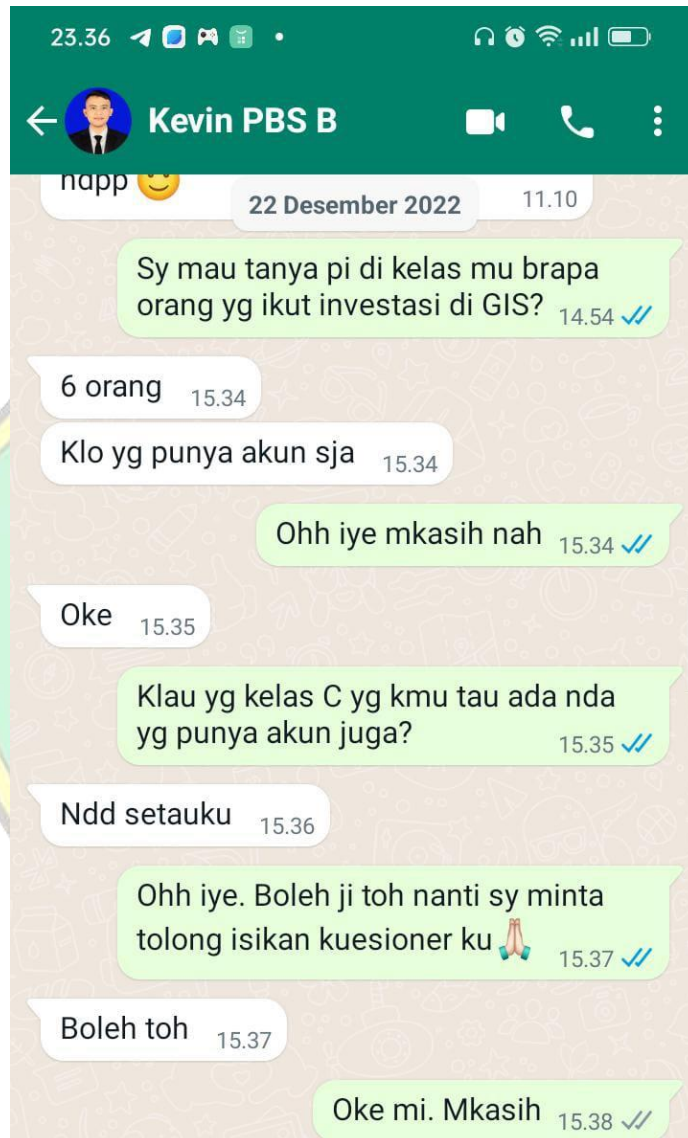 23.36
Kevin PBS B
ndpp
11.10
22 Desember 2022
Sy mau tanya pi di kelas mu brapa
orang yg ikut investasi di GIS? 14.54
6 orang 15.34
Klo yg punya akun sja 15.34
Ohh iye mkasih nah 15.34
Oke 15.35
Klau yg kelas C yg kmu tau ada nda
yg punya akun juga? 15.35
Ndd setauku 15.36
Ohh iye. Boleh ji toh nanti sy minta
tolong isikan kuesioner ku 15.37
Boleh toh 15.37
Oke mi. Mkasih 15.38